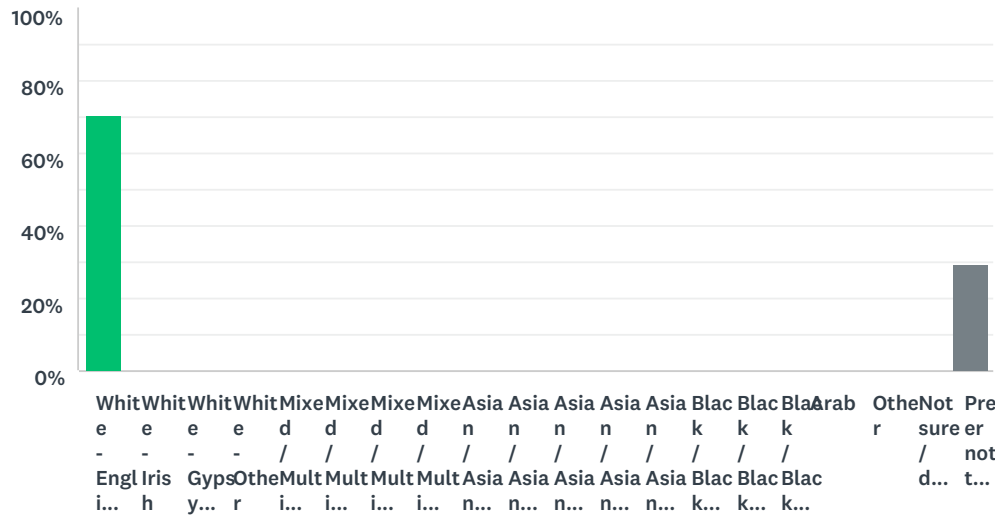 100%
80%
60%
40%
20%
0%
Whit
e
-
Engl
i...
Whit
e
-
Iris
h
Whit
e
-
Gyps
y...
Whit
e
-
Othe
r
Mixe
d
/
Mult
i...
Mixe
d
/
Mult
i...
Mixe
d
/
Mult
i...
Mixe
d
/
Mult
i...
Asia
n
/
Asia
n...
Asia
n
/
Asia
n...
Asia
n
/
Asia
n...
Asia
n
/
Asia
n...
Asia
n
/
Asia
n...
Blac
k
/
Blac
k...
Blac
k
/
Blac
k...
Blac
k
/
Blac
k...
Arab
Othe
r
Not
sure
/
d...
Pre
er
not
t...